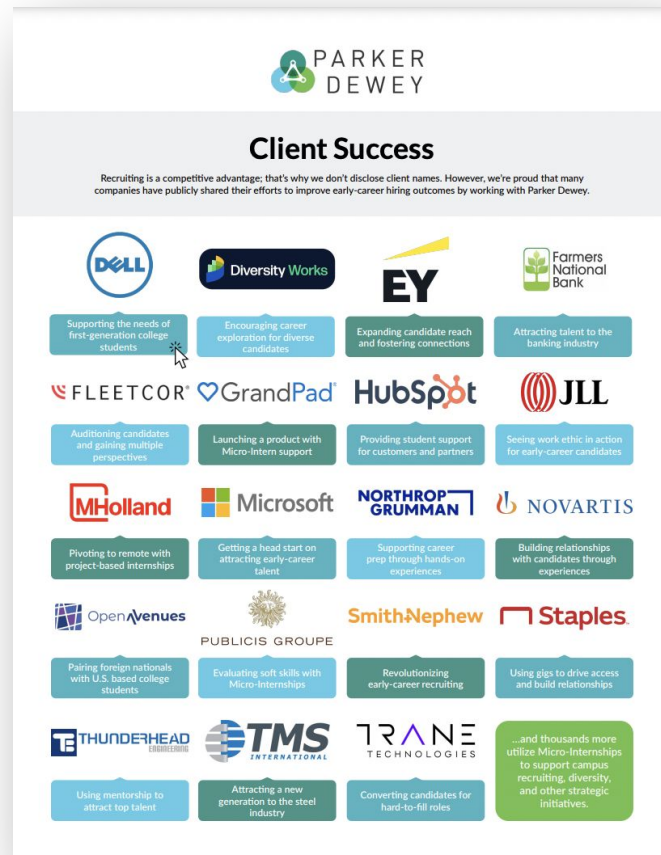 PARKER
DEWEY
Client Success
Recruiting is a competitive advantage; that's why we don't disclose client names. However, we're proud that many
companies have publicly shared their efforts to improve early-career hiring outcomes by working with Parker Dewey.
DELL
Diversity Works
EY
Farmers
National
Bank
Supporting the needs of
first-generation college
students
Encouraging career
exploration for diverse
candidates
Expanding candidate reach
and fostering connections
Attracting talent to the
banking industry
FLEETCOR®
GrandPad®
HubSpot
JLL
Auditioning candidates
and gaining multiple
perspectives
Launching a product with
Micro-Intern support
Providing student support
for customers and partners
Seeing work ethic in action
for early-career candidates
MHolland
Microsoft
NORTHROP
GRUMMAN
NOVARTIS
Pivoting to remote with
project-based internships
Getting a head start on
attracting early-career
talent
Supporting career
prep through hands-on
experiences
Building relationships
with candidates through
experiences
OpenAvenues
PUBLICIS GROUPE
Smith+Nephew
Staples
Pairing foreign nationals
with U.S. based college
students
Evaluating soft skills with
Micro-Internships
Revolutionizing
early-career recruiting
Using gigs to drive access
and build relationships
TE THUNDERHEAD
ENGINEERING
TMS
INTERNATIONAL
TRANE
TECHNOLOGIES
...and thousands more
utilize Micro-Internships
to support campus
recruiting, diversity,
and other strategic
initiatives.
Using mentorship to
attract top talent
Attracting a new
generation to the steel
industry
Converting candidates for
hard-to-fill roles